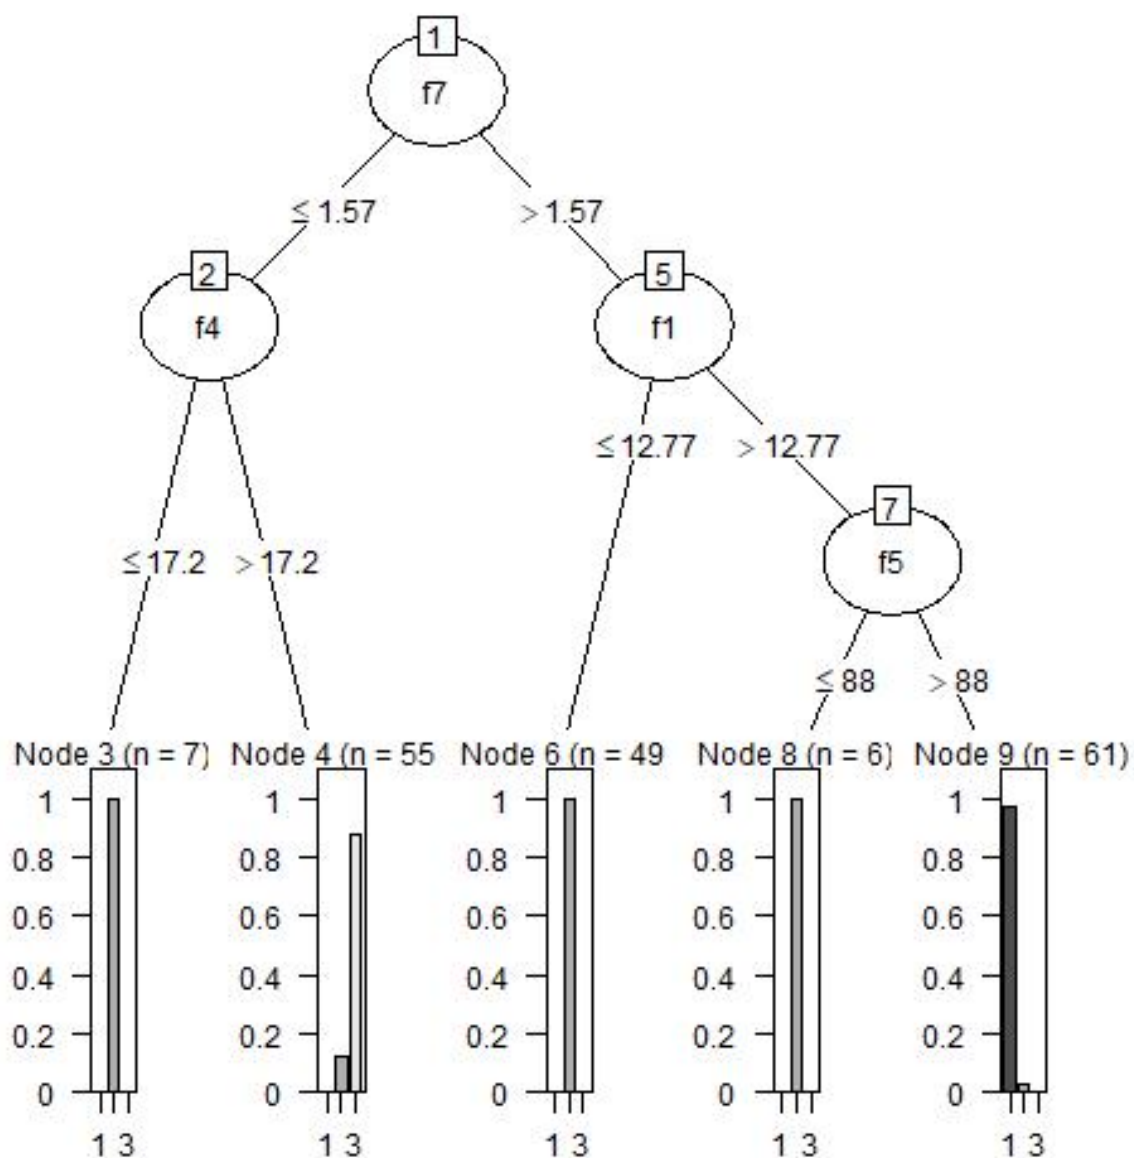 1
f7
≤ 1.57 > 1.57
2 5
f4 f1
≤ 12.77 > 12.77
7
≤ 17.2 > 17.2 f5
≤ 88 > 88
Node 3 (n = 7) Node 4 (n = 55 Node 6 (n = 49 Node 8 (n = 6) Node 9 (n = 61)
1 1 1 1 1
0.8 0.8 0.8 0.8 0.8
0.6 0.6 0.6 0.6 0.6
0.4 0.4 0.4 0.4 0.4
0.2 0.2 0.2 0.2 0.2
0 0 0 0 0
1 3 1 3 1 3 1 3 1 3